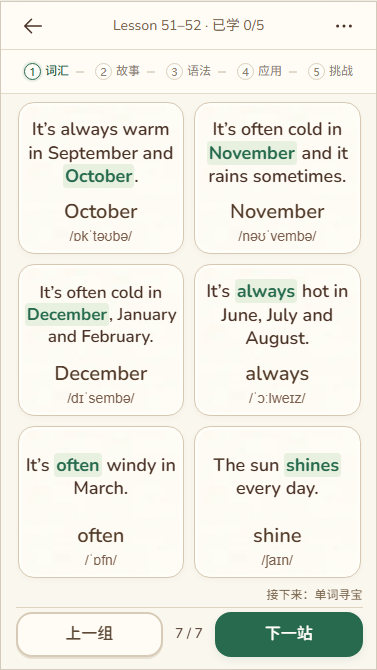 Lesson 51–52 · 已学 0/5
1 词汇 – 2 故事 – 3 语法 – 4 应用 – 5 挑战
It’s always warm
in September and
October.
October
/ɒkˈtəʊbə/
It’s often cold in
November and it
rains sometimes.
November
/nəʊˈvembə/
It’s often cold in
December, January
and February.
December
/dɪˈsembə/
It’s always hot in
June, July and
August.
always
/ˈɔːlweɪz/
It’s often windy in
March.
often
/ˈɒfn/
The sun shines
every day.
shine
/ʃaɪn/
接下来：单词寻宝
上一组 7 / 7 下一站